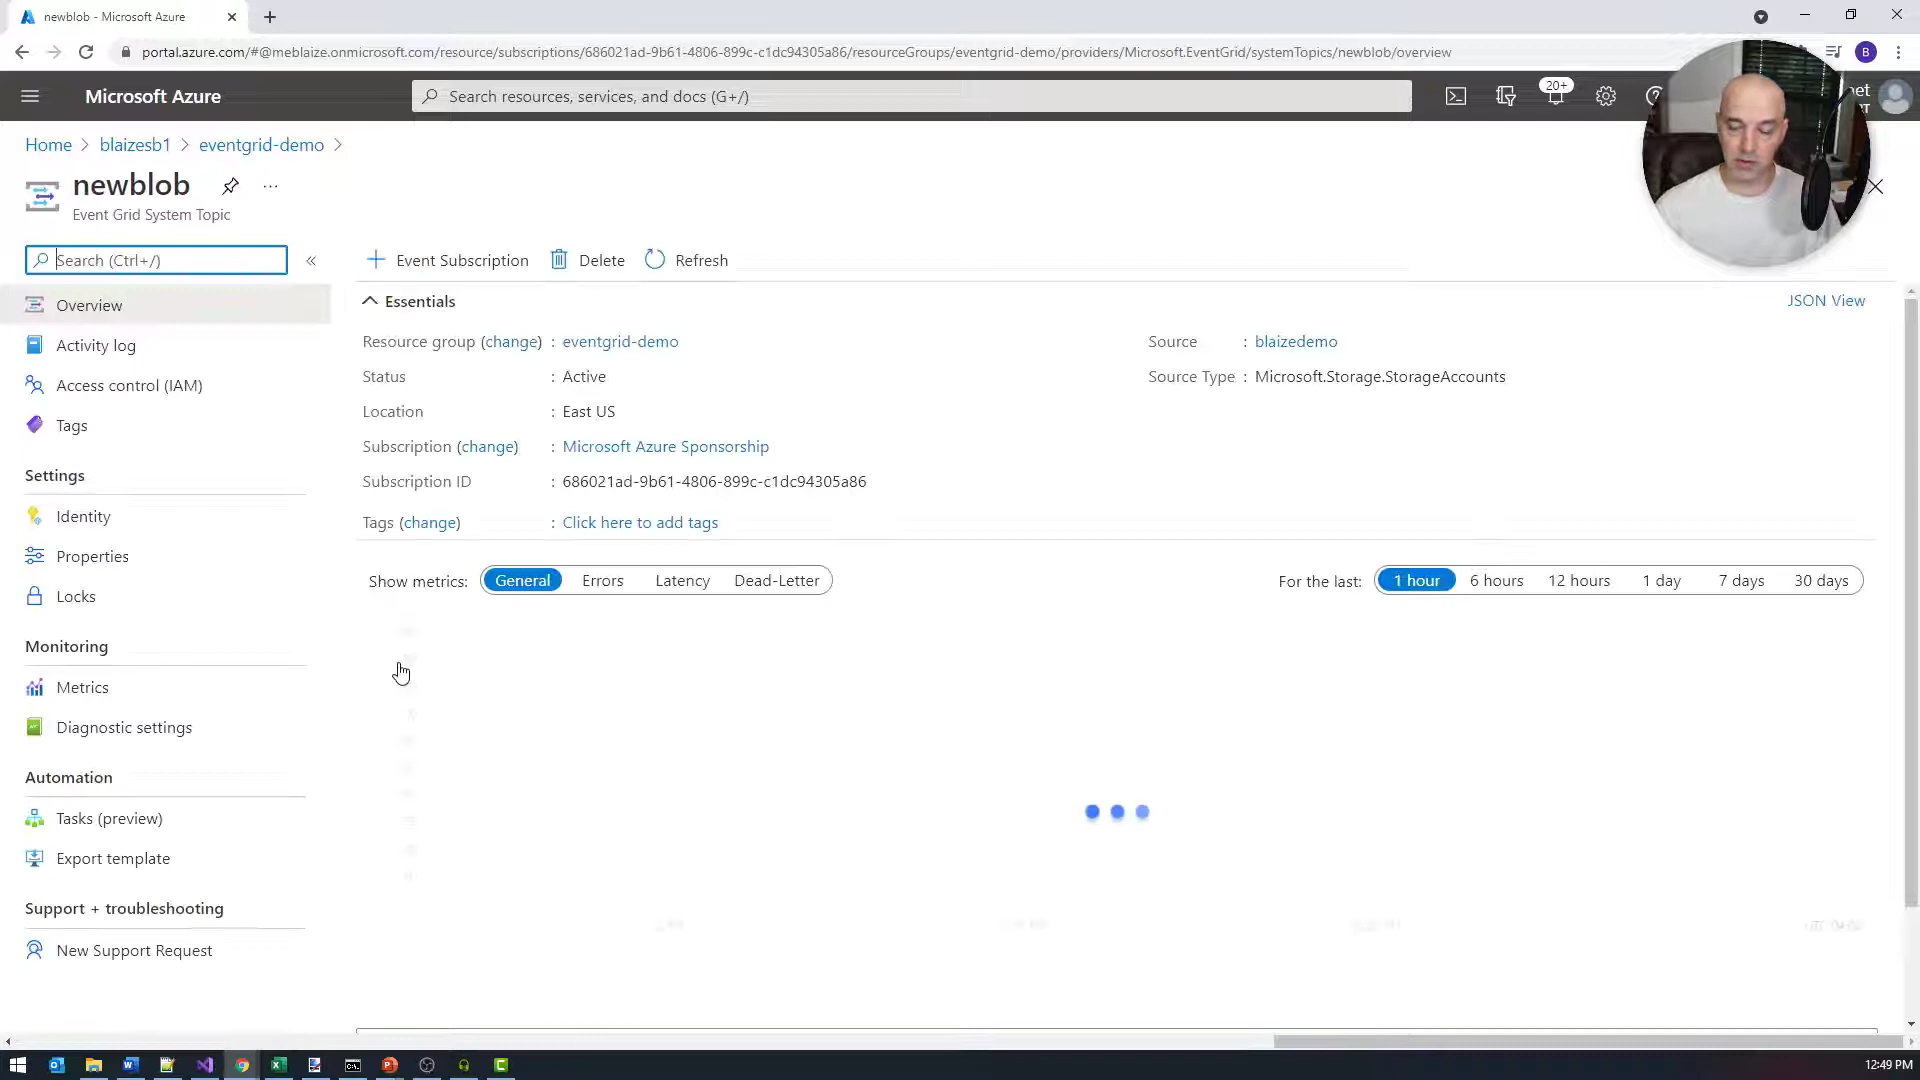 newblob - Microsoft Azure
portal.azure.com/#@meblaize.onmicrosoft.com/resource/subscriptions/686021ad-9b61-4806-899c-c1dc94305a86/resourceGroups/eventgrid-demo/providers/Microsoft.EventGrid/systemTopics/newblob/overview
B
Microsoft Azure
Search resources, services, and docs (G+/)
20+
Home > blaizesb1 > eventgrid-demo >
newblob
Event Grid System Topic
Search (Ctrl+/)
Event Subscription
Delete
Refresh
Overview
Activity log
Access control (IAM)
Tags
Settings
Identity
Properties
Locks
Monitoring
Metrics
Diagnostic settings
Automation
Tasks (preview)
Export template
Support + troubleshooting
New Support Request
Essentials
JSON View
Resource group (change) : eventgrid-demo
Status : Active
Location : East US
Subscription (change) : Microsoft Azure Sponsorship
Subscription ID : 686021ad-9b61-4806-899c-c1dc94305a86
Tags (change) : Click here to add tags
Source : blaizedemo
Source Type : Microsoft.Storage.StorageAccounts
Show metrics: General Errors Latency Dead-Letter
For the last: 1 hour 6 hours 12 hours 1 day 7 days 30 days
12:49 PM